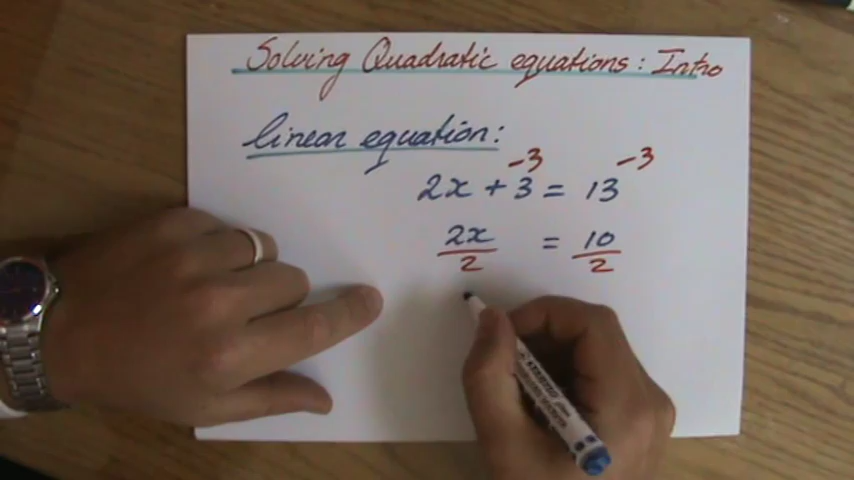 Solving Quadratic equations: Intro
linear equation:
-3 -3
2x + 3 = 13
2x = 10
2 2